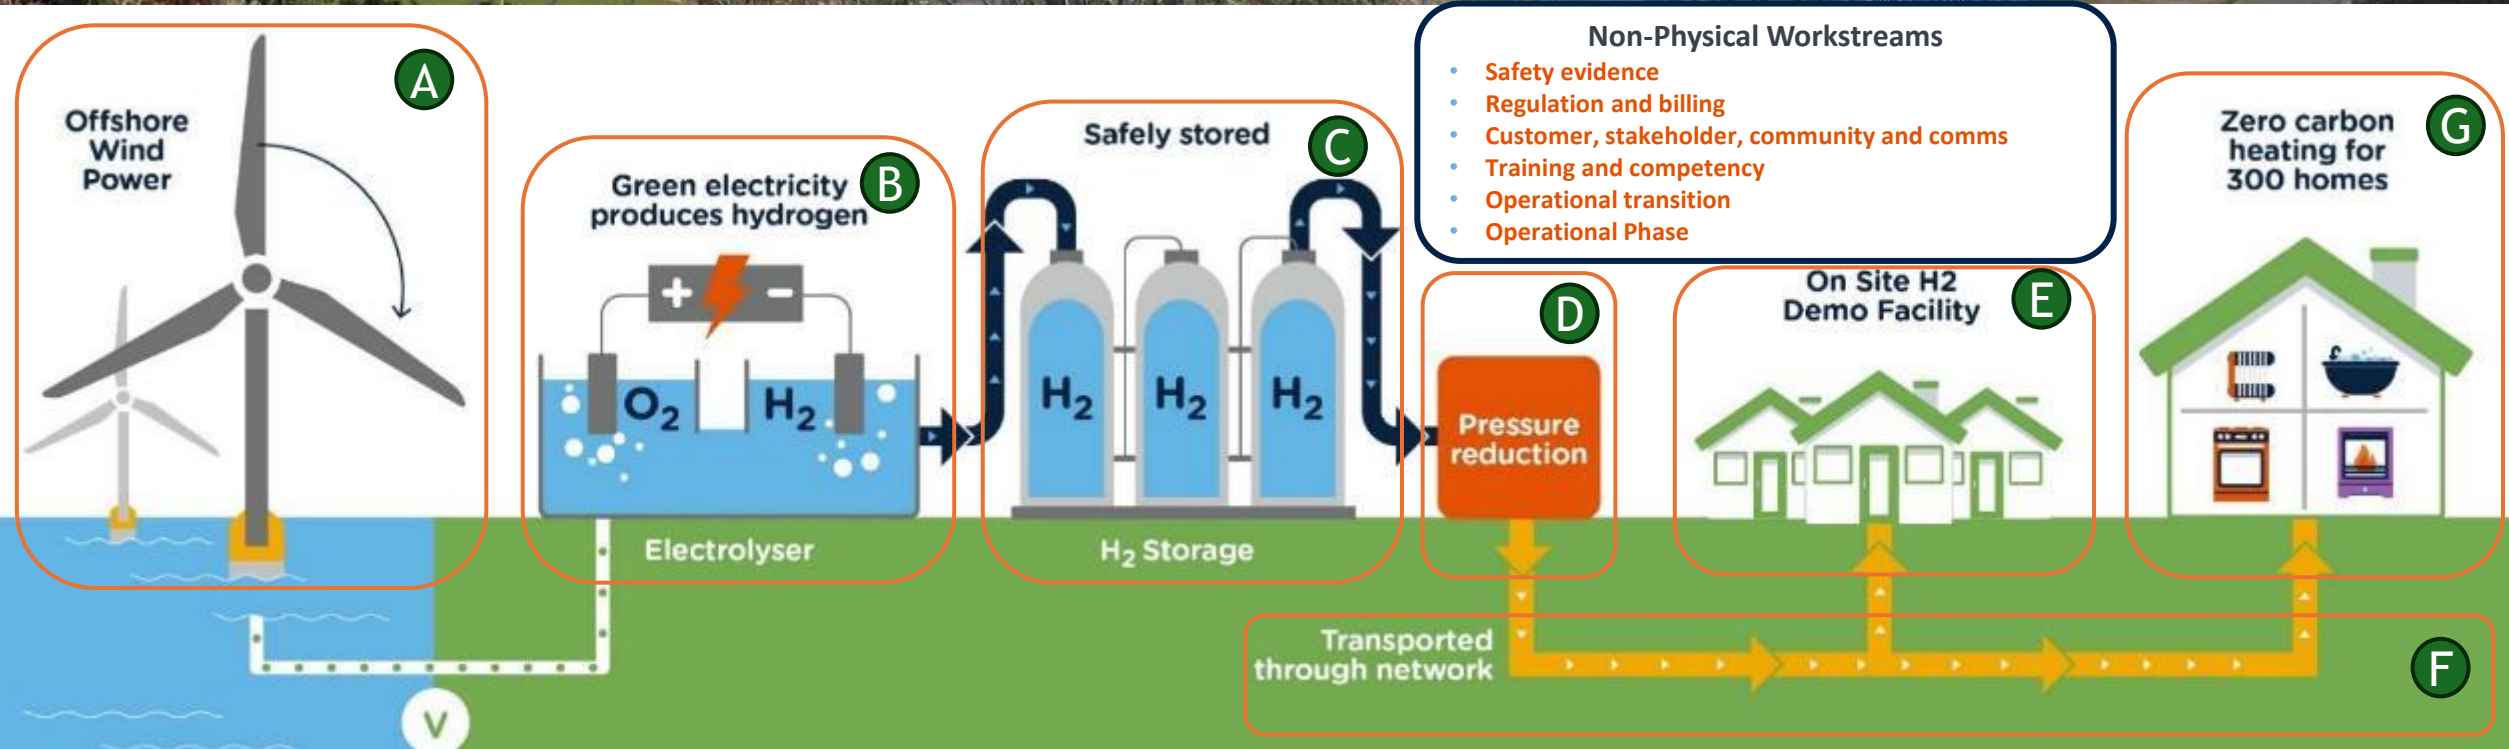 A
Offshore
Wind
Power
B
Green electricity
produces hydrogen
+
−
O₂
H₂
Electrolyser
C
Safely stored
H₂
H₂
H₂
H₂ Storage
Non-Physical Workstreams
• Safety evidence
• Regulation and billing
• Customer, stakeholder, community and comms
• Training and competency
• Operational transition
• Operational Phase
D
Pressure
reduction
On Site H2
Demo Facility
E
G
Zero carbon
heating for
300 homes
Transported
through network
F
V